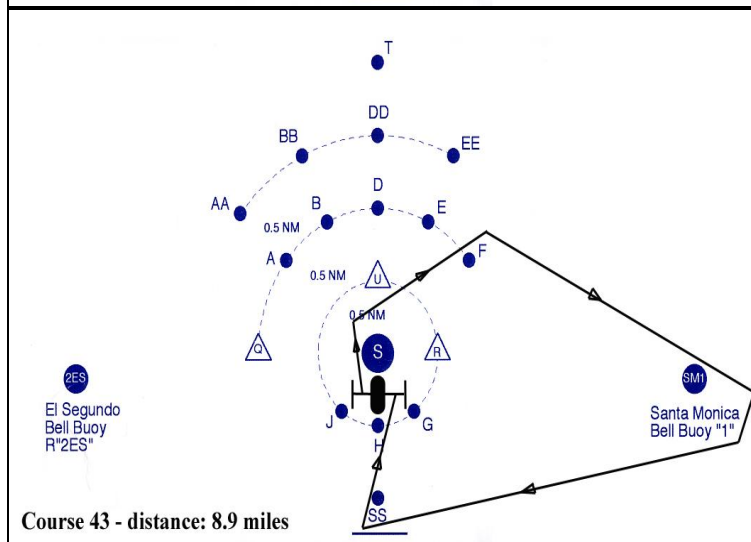 T
DD
BB
EE
D
AA
B
E
0.5 NM
A
F
0.5 NM
U
0.5 NM
Q
S
R
2ES
SM1
El Segundo
Bell Buoy
R"2ES"
Santa Monica
Bell Buoy "1"
J
G
H
SS
Course 43 - distance: 8.9 miles